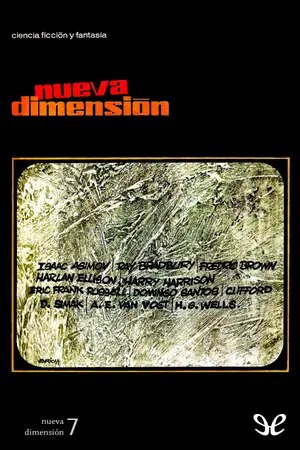 ciencia ficción y fantasía
nueva
dimensión
ISAAC ASIMOV | RAY BRADBURY | FREDRIC BROWN
HARLAN ELLISON | HARRY HARRISON
ERIC FRANK RUSSELL | DOMINGO SANTOS | CLIFFORD
D. SIMAK | A. E. VAN VOGT | H. G. WELLS
nueva
dimensión 7